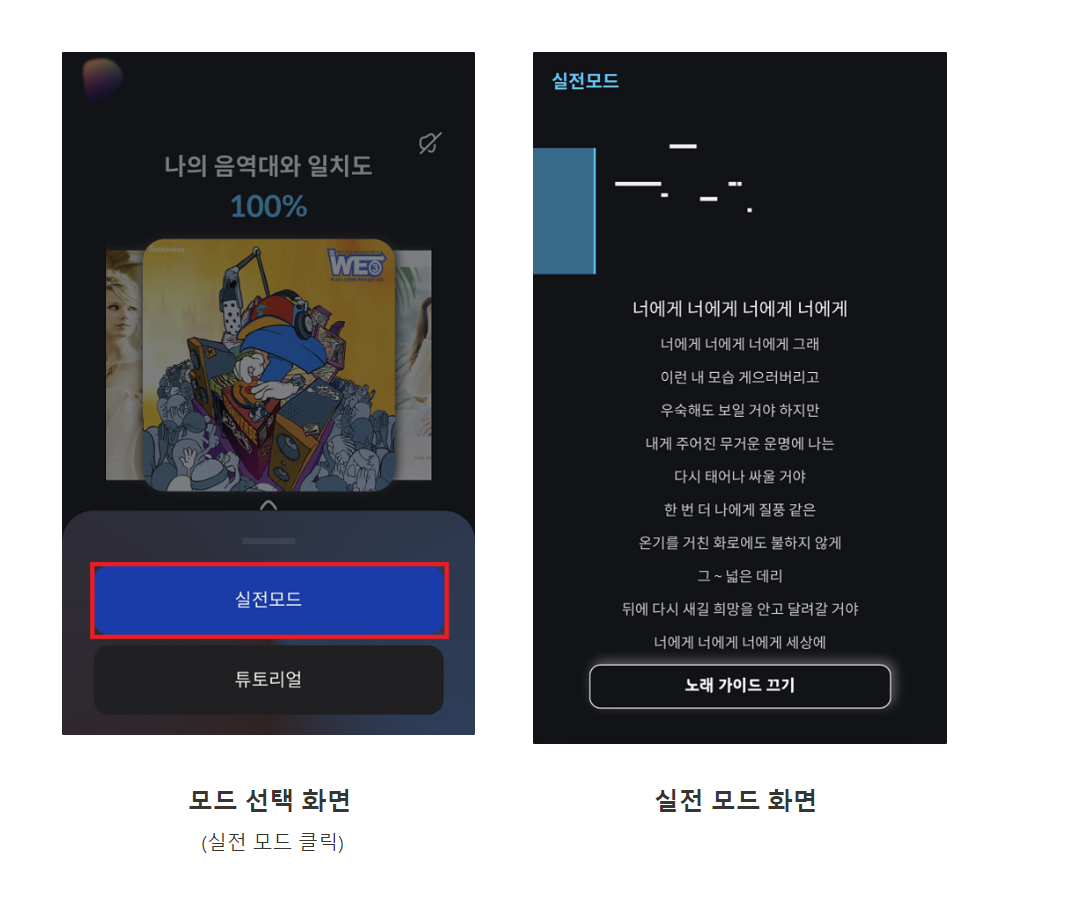 나의 음역대와 일치도
100%
WE 3
실전모드
튜토리얼
모드 선택 화면
(실전 모드 클릭)
실전모드
너에게 너에게 너에게 너에게
너에게 너에게 너에게 그래
이런 내 모습 게으러버리고
우숙해도 보일 거야 하지만
내게 주어진 무거운 운명에 나는
다시 태어나 싸울 거야
한 번 더 나에게 질풍 같은
온기를 거친 화로에도 불하지 않게
그 ~ 넓은 데리
뒤에 다시 새길 희망을 안고 달려갈 거야
너에게 너에게 너에게 세상에
노래 가이드 끄기
실전 모드 화면